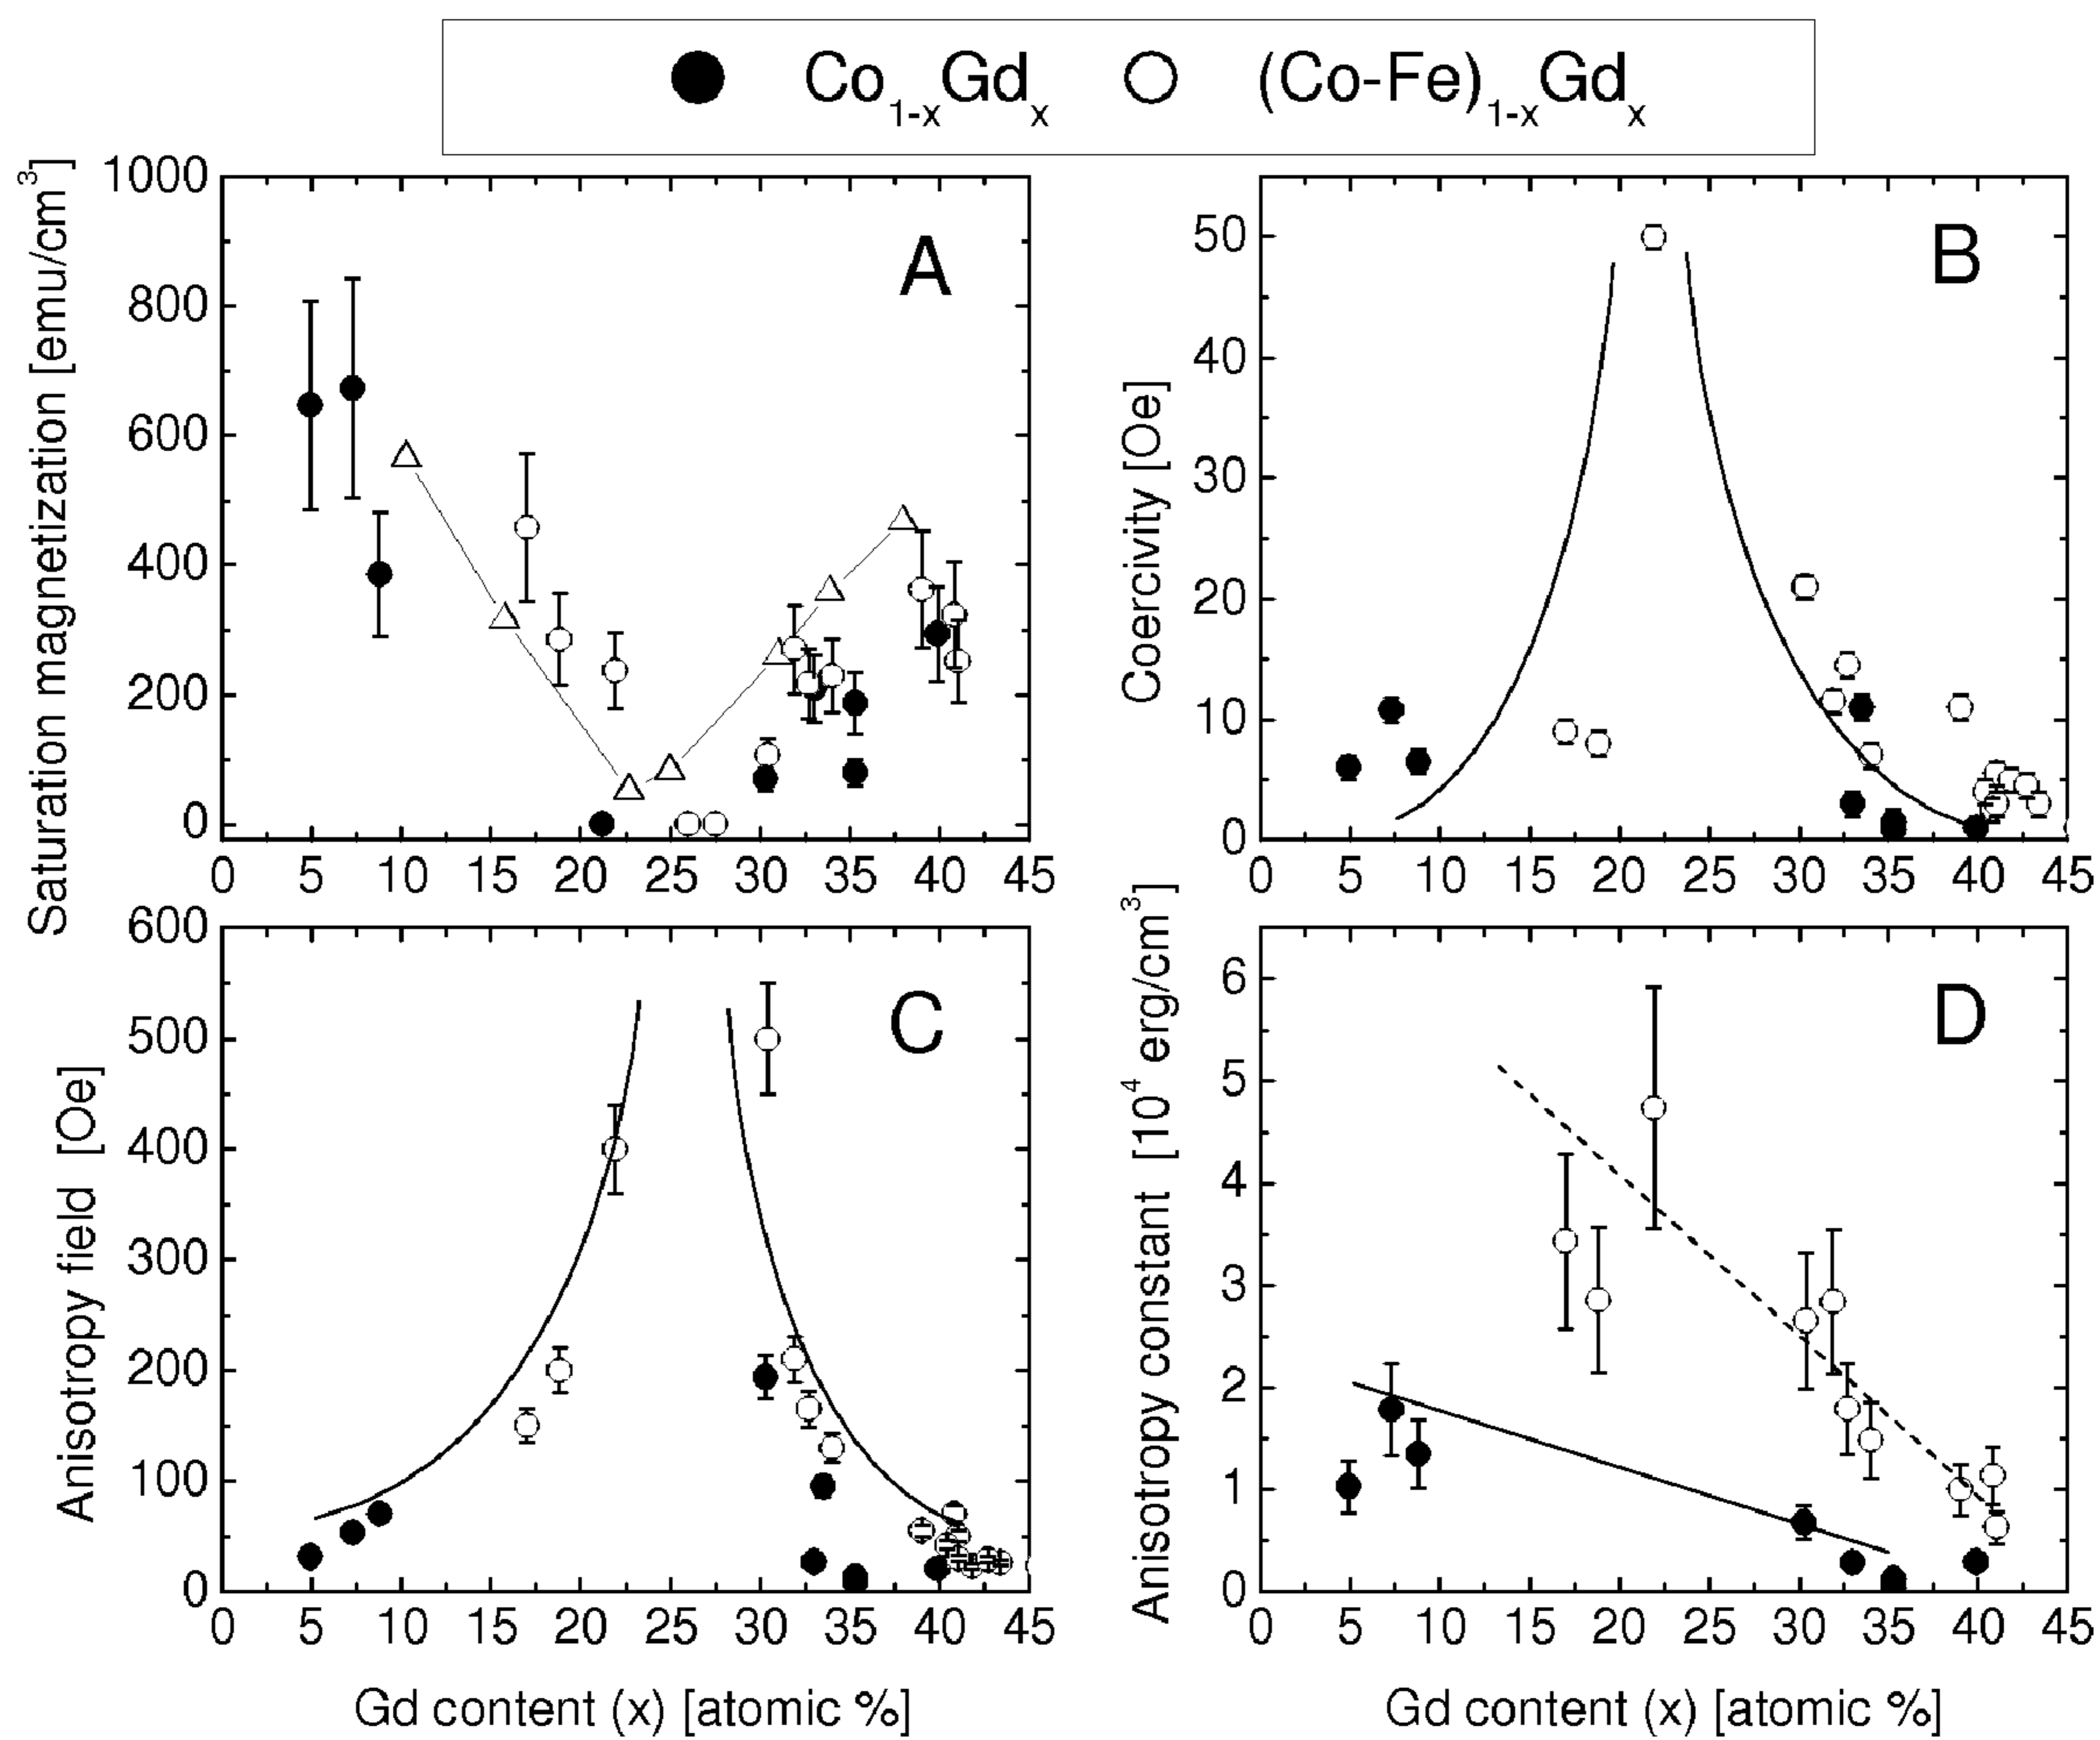 Co1-xGdx (Co-Fe)1-xGdx
Saturation magnetization [emu/cm3]
1000
800
600
400
200
0
A
0 5 10 15 20 25 30 35 40 45
Coercivity [Oe]
50
40
30
20
10
0
B
0 5 10 15 20 25 30 35 40 45
Anisotropy field [Oe]
600
500
400
300
200
100
0
C
0 5 10 15 20 25 30 35 40 45
Gd content (x) [atomic %]
Anisotropy constant [104 erg/cm3]
6
5
4
3
2
1
0
D
0 5 10 15 20 25 30 35 40 45
Gd content (x) [atomic %]